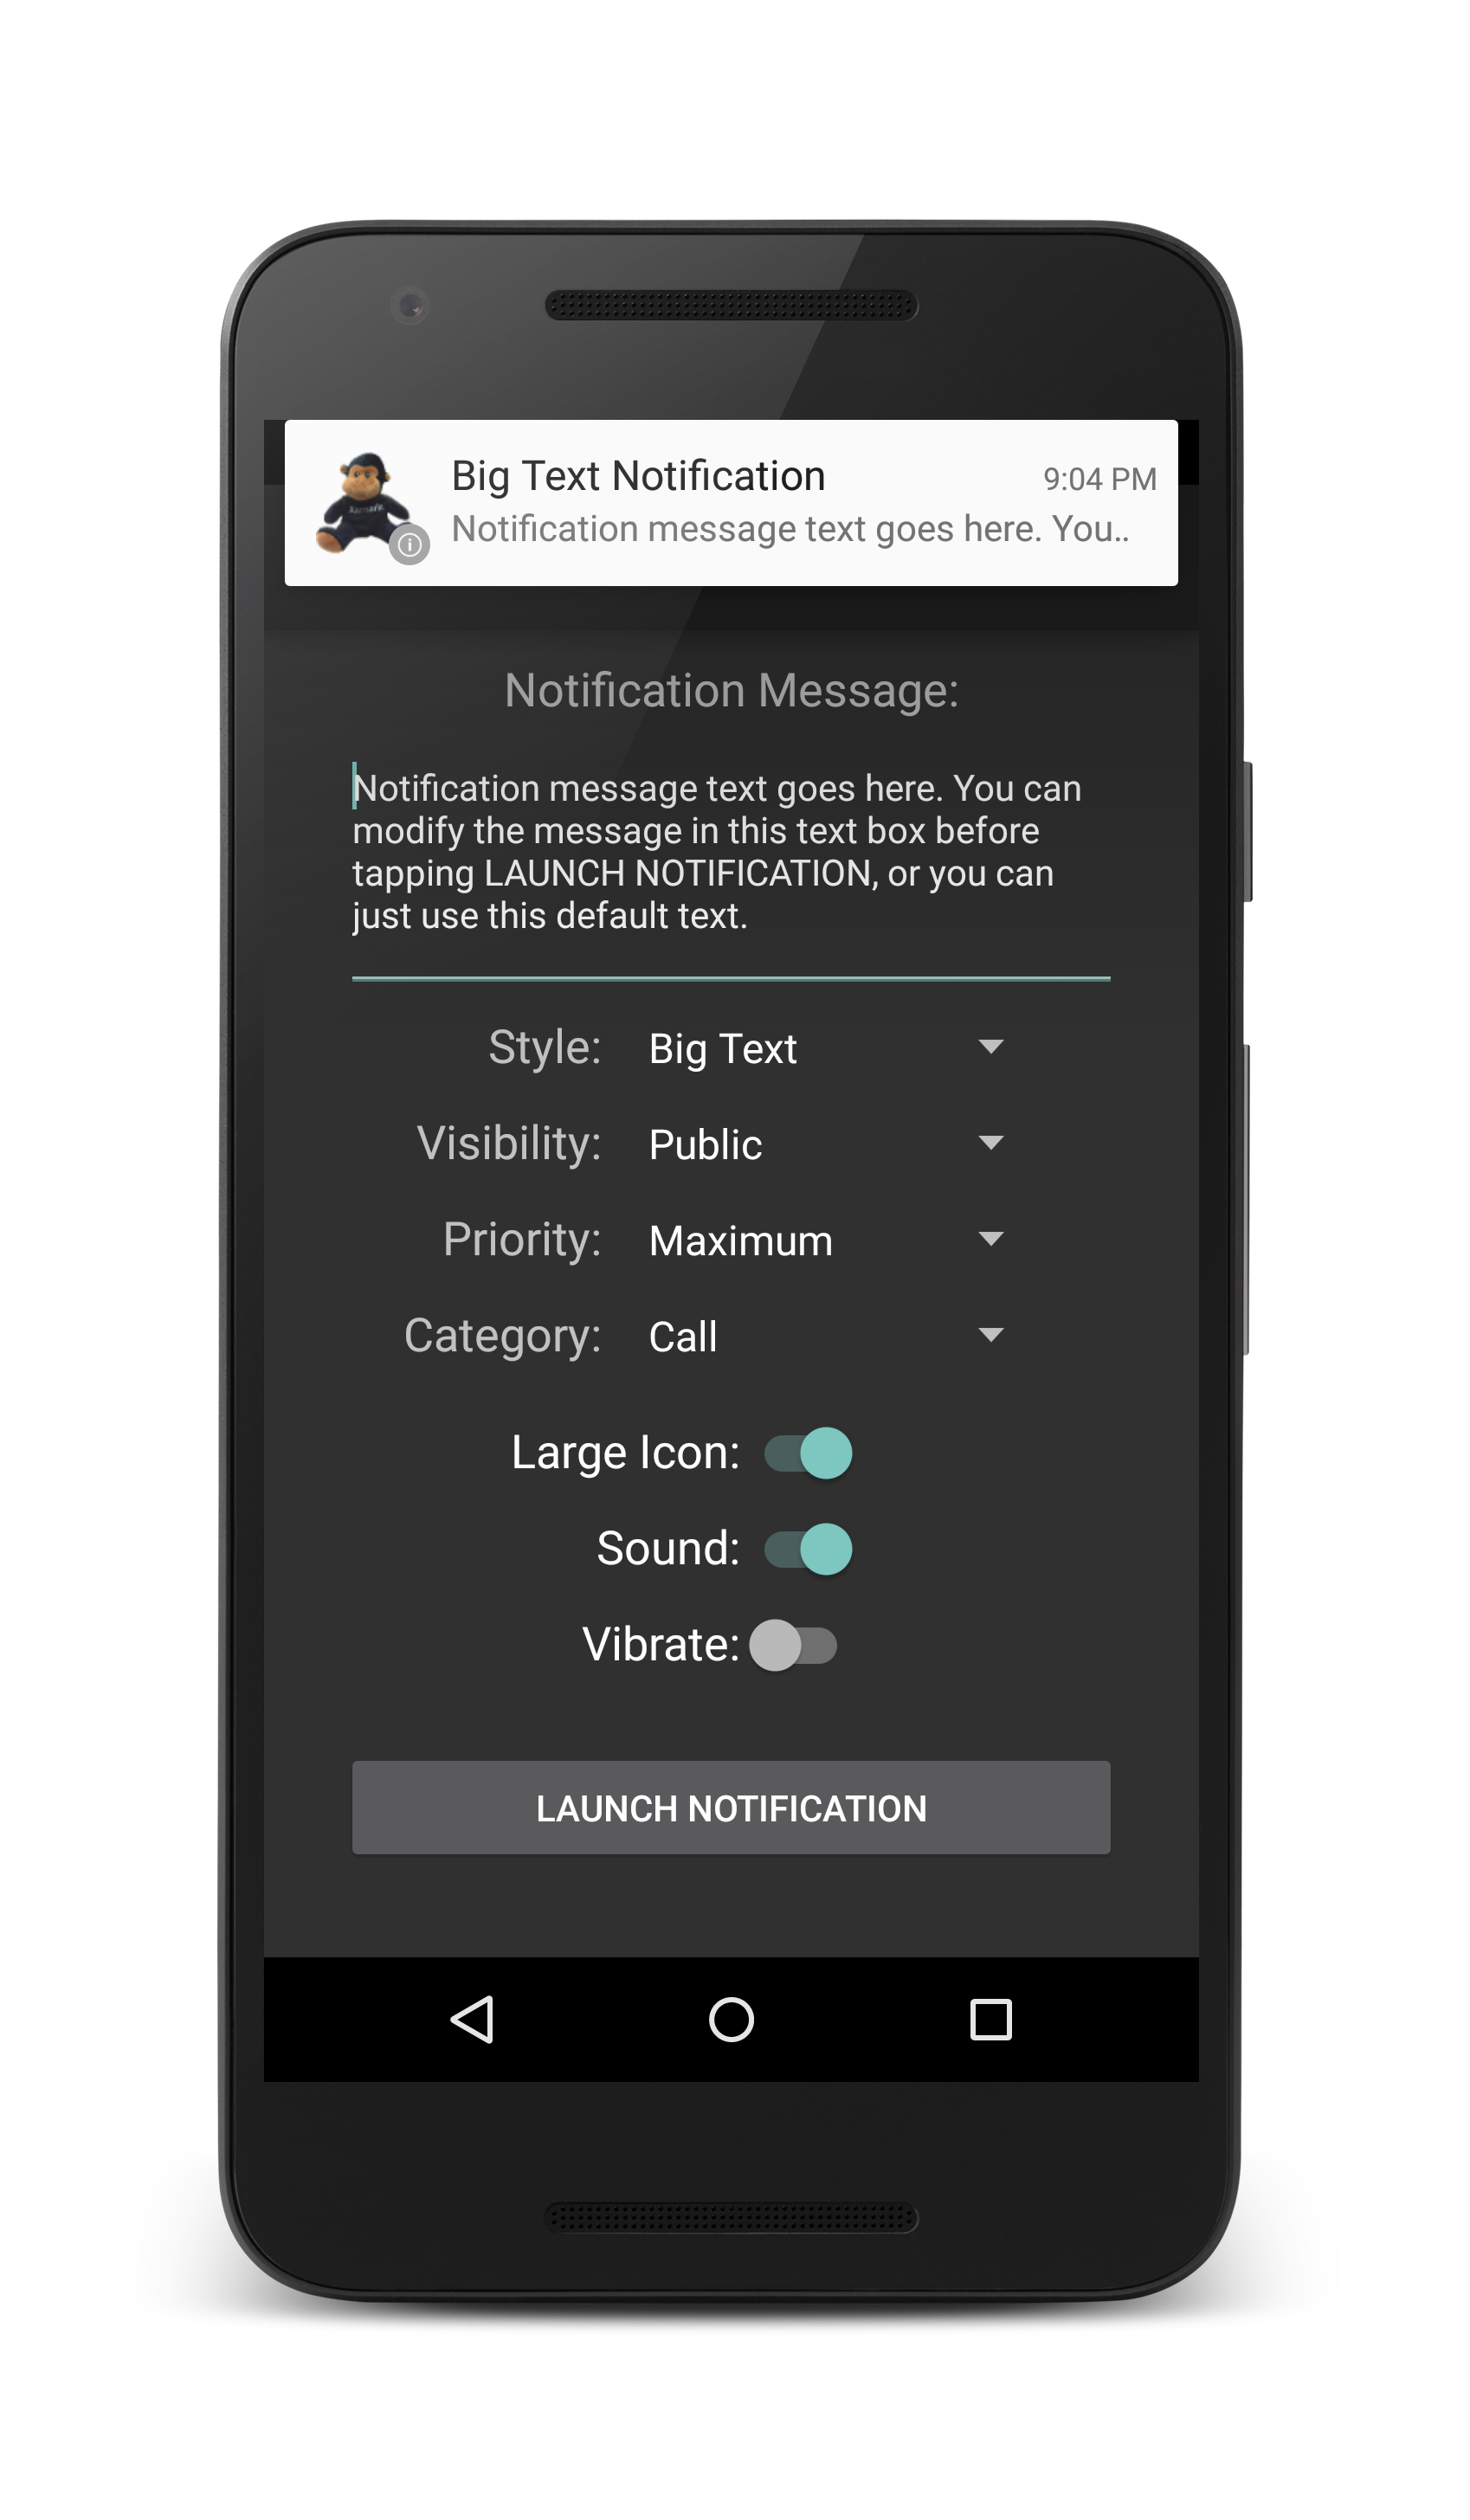 Big Text Notification
9:04 PM
Notification message text goes here. You..
Xamarin
Notification Message:
Notification message text goes here. You can
modify the message in this text box before
tapping LAUNCH NOTIFICATION, or you can
just use this default text.
Style: Big Text
Visibility: Public
Priority: Maximum
Category: Call
Large Icon:
Sound:
Vibrate:
LAUNCH NOTIFICATION